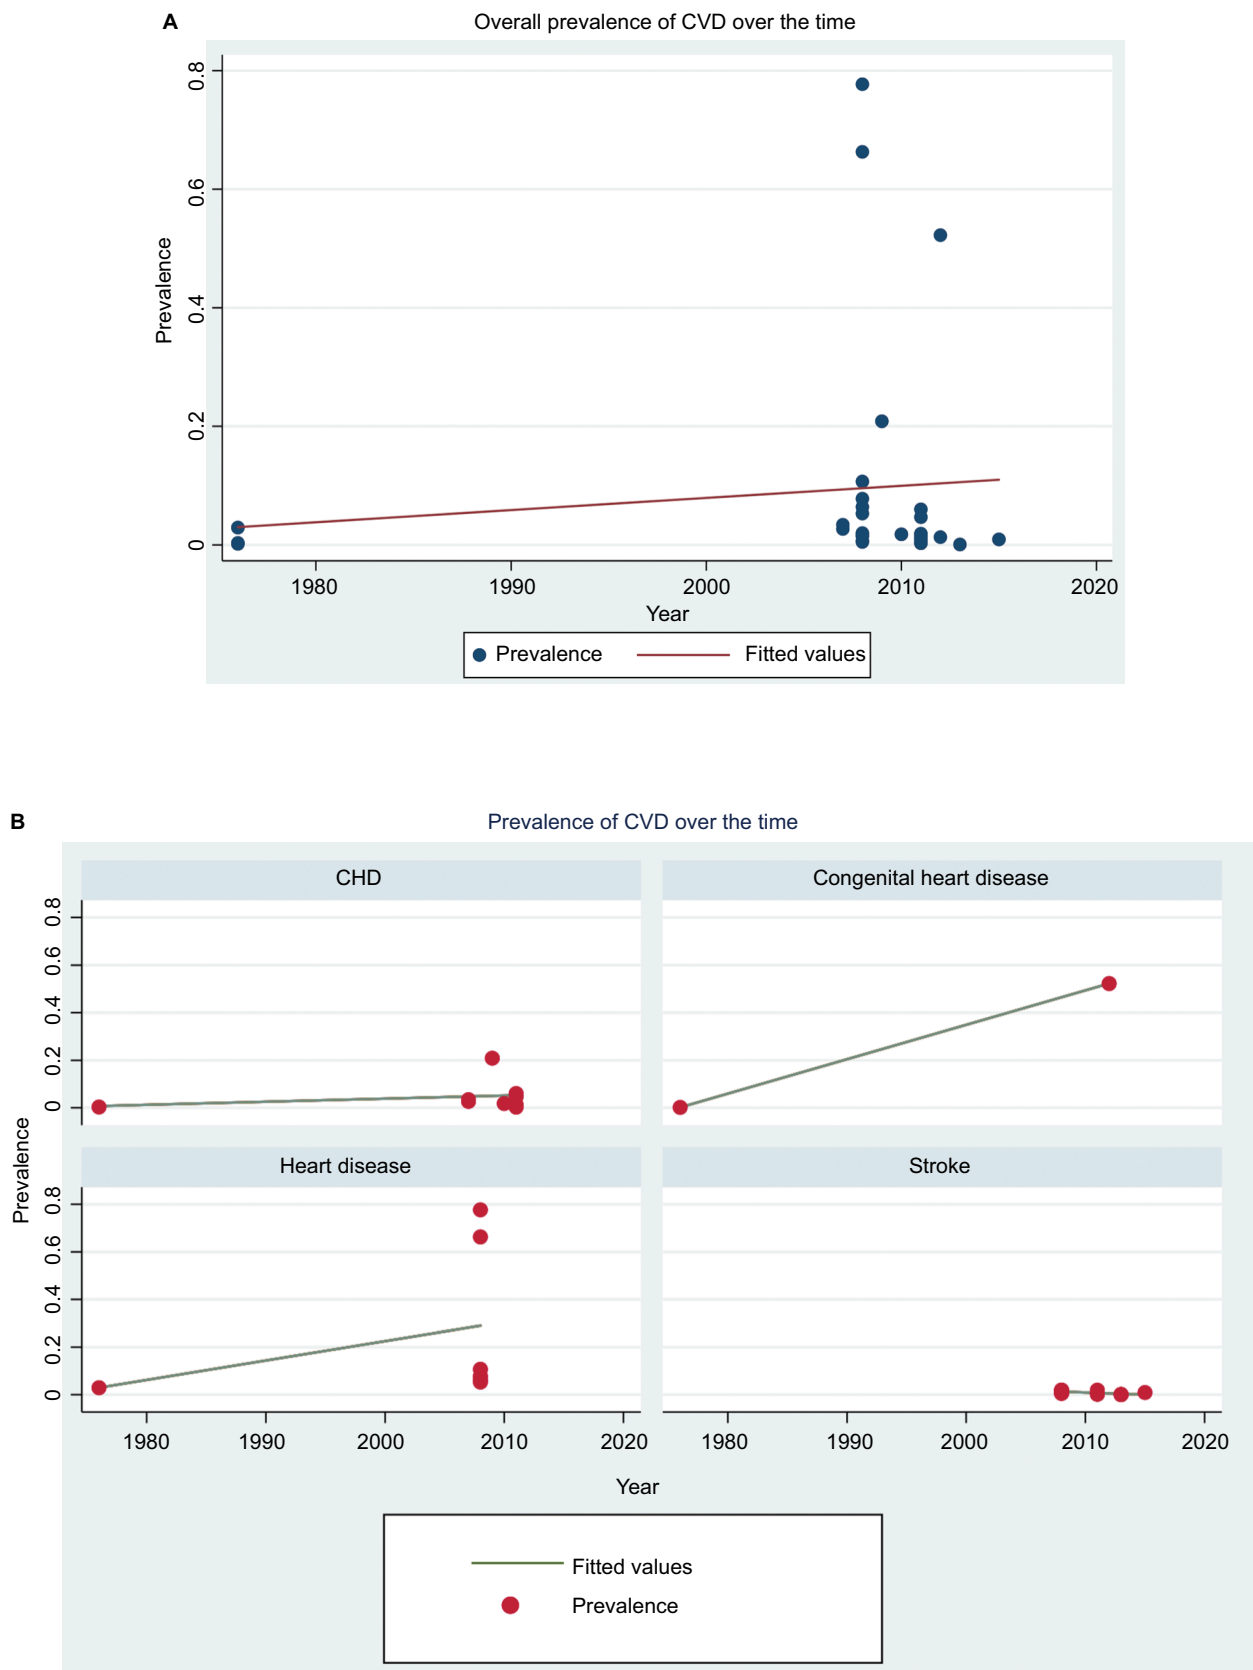 A
Overall prevalence of CVD over the time
0.8
0.6
0.4
0.2
0
Prevalence
1980 1990 2000 2010 2020
Year
Prevalence Fitted values
B
Prevalence of CVD over the time
CHD Congenital heart disease
0.8
0.6
0.4
0.2
0
Prevalence
Heart disease Stroke
0.8
0.6
0.4
0.2
0
1980 1990 2000 2010 2020 1980 1990 2000 2010 2020
Year
Fitted values
Prevalence